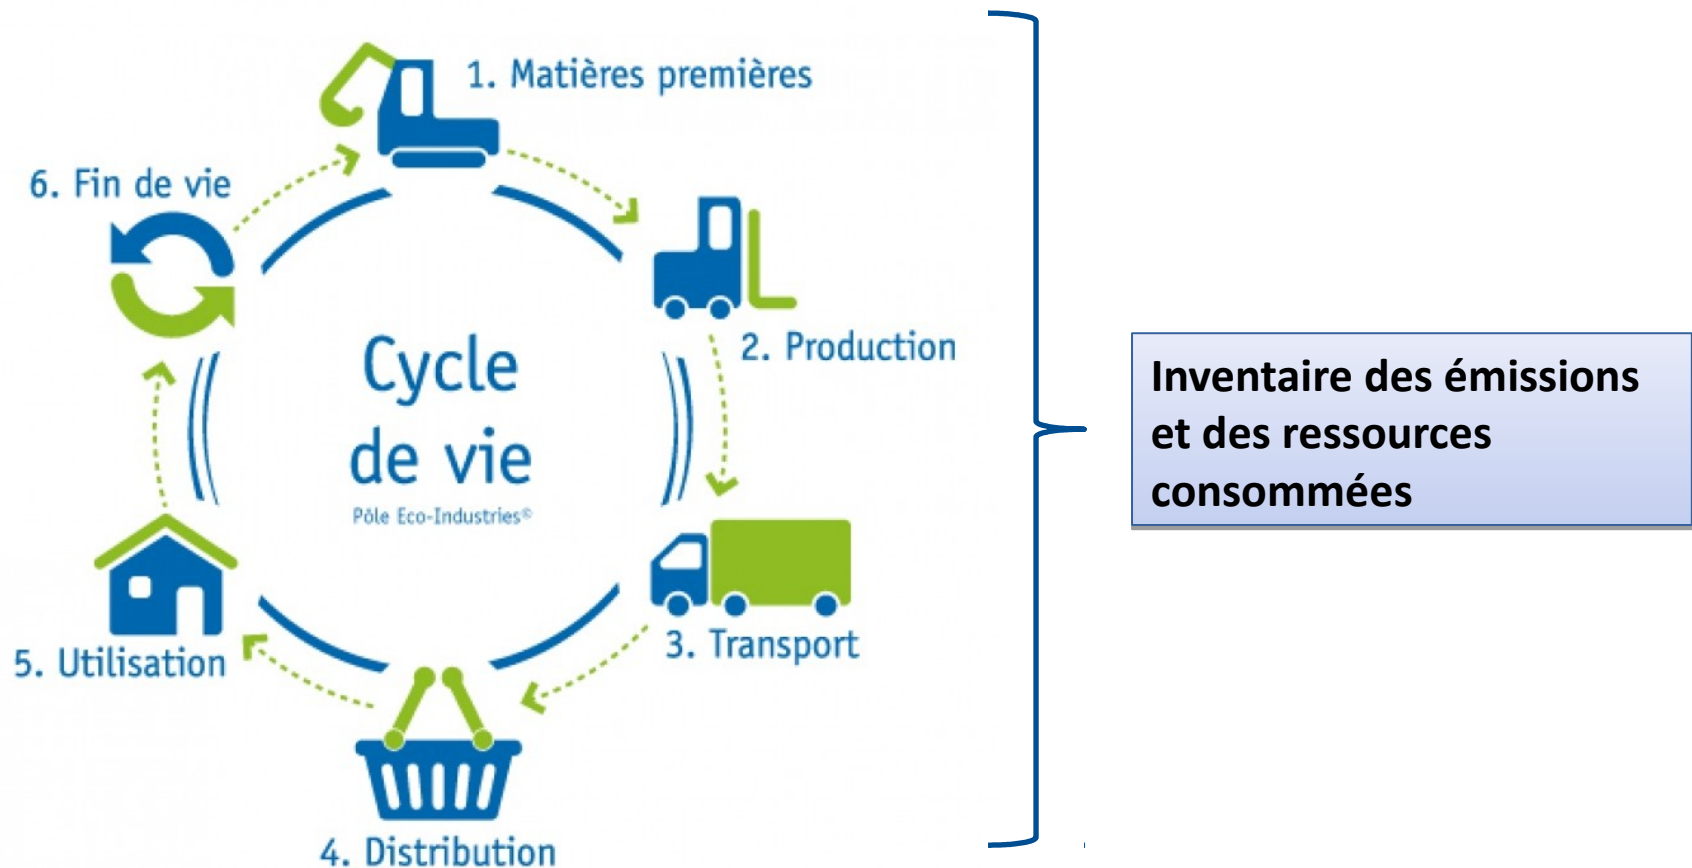 1. Matières premières
2. Production
3. Transport
4. Distribution
5. Utilisation
6. Fin de vie
Cycle
de vie
Pôle Eco-Industries©
Inventaire des émissions
et des ressources
consommées